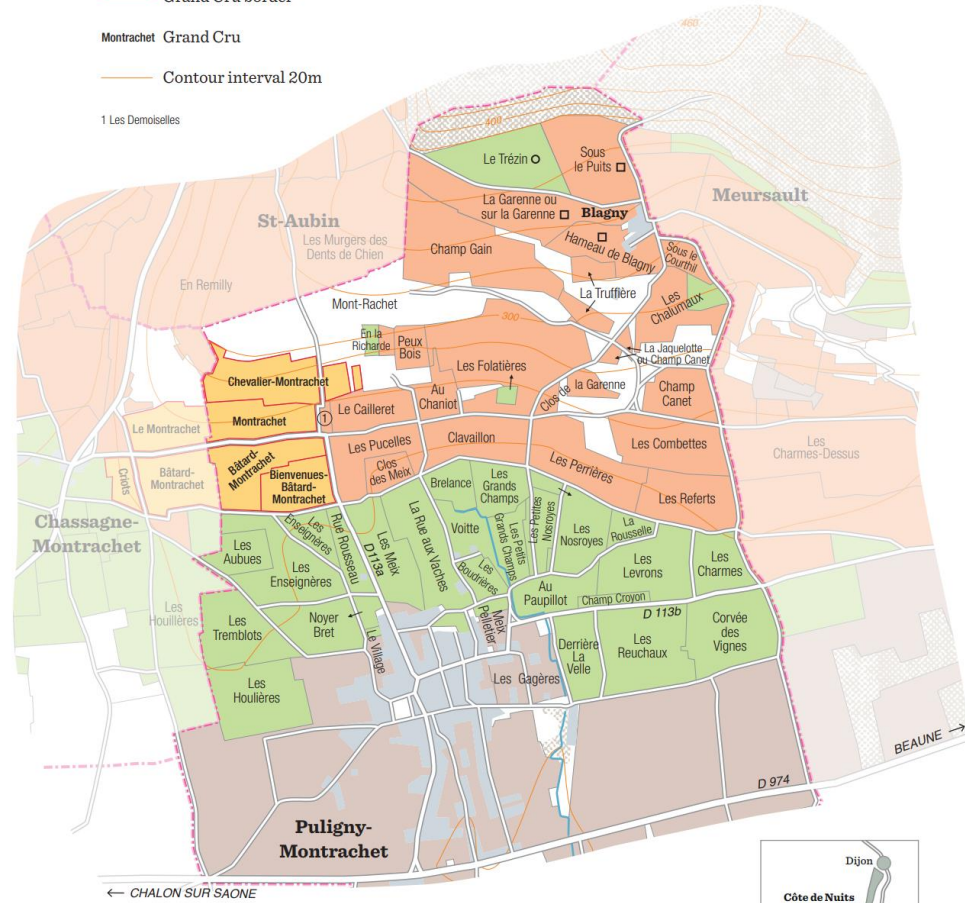 Grand Cru border
Montrachet Grand Cru
Contour interval 20m
1 Les Demoiselles
460
400
Le Trézin
Sous
le Puits
Meursault
St-Aubin
La Garenne ou
sur la Garenne
Blagny
Les Murgers des
Dents de Chien
Champ Gain
Hameau de Blagny
Sous le
Courthil
En Remilly
La Truffière
Les
Chalumaux
Mont-Rachet
300
En la
Richarde
Peux
Bois
La Jaquelotte
ou Champ Canet
Les Folatières
Chevalier-Montrachet
Au
Chaniot
Clos de la Garenne
Champ
Canet
Le Cailleret
1
Montrachet
Le Montrachet
Les Pucelles
Clavaillon
Les Combettes
Les
Charmes-Dessus
Bâtard-
Montrachet
Criots
Bâtard-
Montrachet
Bienvenues-
Bâtard-
Montrachet
Clos
des Meix
Les Perrières
Brelance
Les
Grands
Champs
Les Referts
Chassagne-
Montrachet
Les
Enseignères
Rue Rousseau
D113a
Les Meix
La Rue aux Vaches
Voitte
Les Petits
Grands Champs
Les Petites
Nosroyes
Les
Nosroyes
La
Rousselle
Les
Aubues
Les
Enseignères
Les
Boudrières
Les
Levrons
Les
Charmes
Au
Paupillot
Champ Croyon
D 113b
Les
Houillères
Les
Tremblots
Noyer
Bret
Le Village
Meix
Pelletier
Derrière
La
Velle
Les
Reuchaux
Corvée
des
Vignes
Les
Houlières
Les Gagères
BEAUNE →
D 974
Puligny-
Montrachet
← CHALON SUR SAONE
Dijon
Côte de Nuits